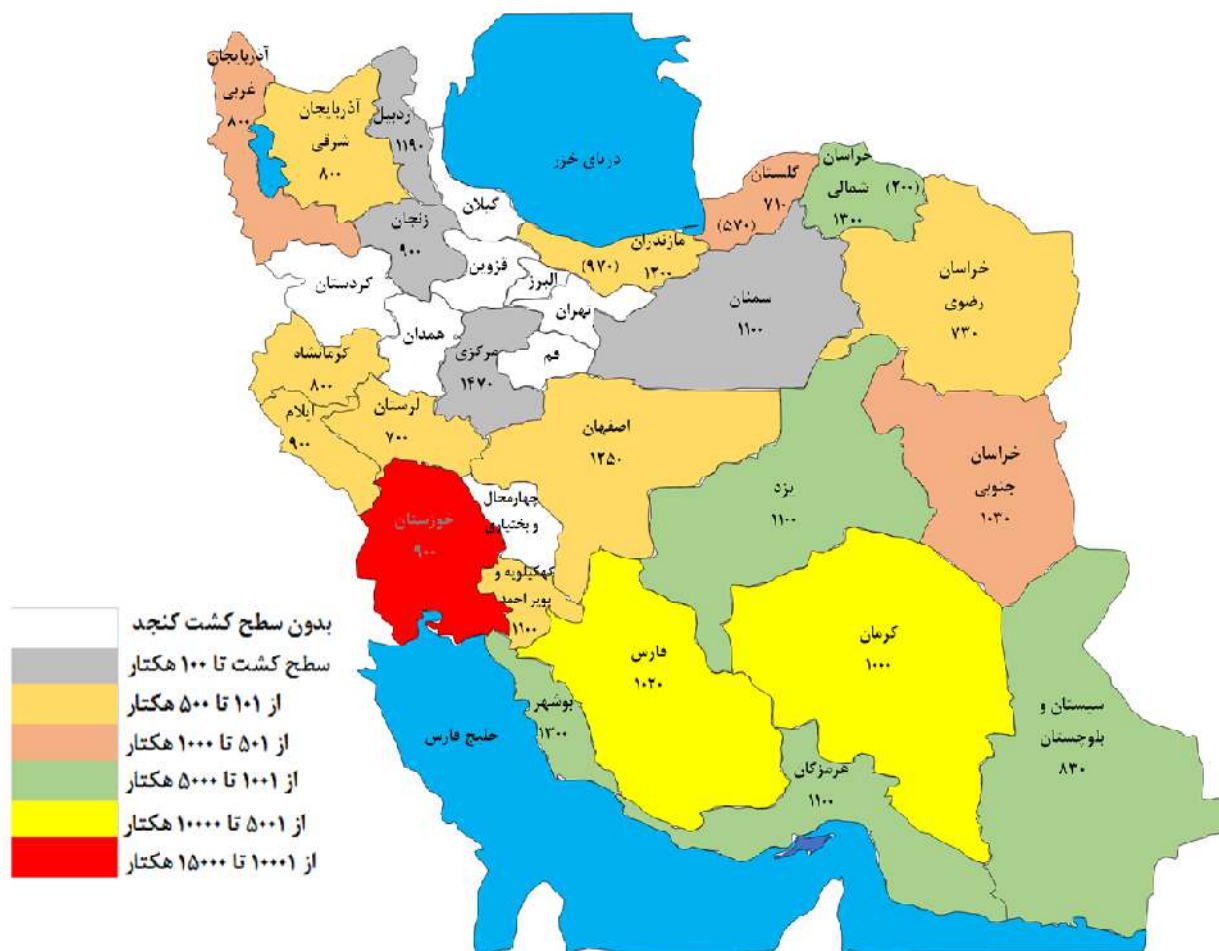 آذربایجان
غربی
۸۰۰
آذربایجان
شرقی
۸۰۰
اردبیل
۱۱۹۰
گیلان
دریای خزر
گلستان
۷۱۰
(۵۷۰)
خراسان
شمالی (۲۰۰)
۱۳۰۰
زنجان
۹۰۰
قزوین
البرز
تهران
مازندران
(۹۷۰) ۱۲۰۰
سمنان
۱۱۰۰
خراسان
رضوی
۷۳۰
کردستان
همدان
مرکزی
۱۴۷۰
قم
کرمانشاه
۸۰۰
ایلام
۹۰۰
لرستان
۷۰۰
اصفهان
۱۲۵۰
یزد
۱۱۰۰
خراسان
جنوبی
۱۰۳۰
خوزستان
۹۰۰
چهارمحال
و بختیاری
کهکیلویه و
بویر احمد
۱۱۰۰
فارس
۱۰۲۰
کرمان
۱۰۰۰
سیستان و
بلوچستان
۸۳۰
بوشهر
۱۳۰۰
هرمزگان
۱۱۰۰
خلیج فارس
بدون سطح کشت کنجد
سطح کشت تا ۱۰۰ هکتار
از ۱۰۱ تا ۵۰۰ هکتار
از ۵۰۱ تا ۱۰۰۰ هکتار
از ۱۰۰۱ تا ۵۰۰۰ هکتار
از ۵۰۰۱ تا ۱۰۰۰۰ هکتار
از ۱۰۰۰۱ تا ۱۵۰۰۰ هکتار